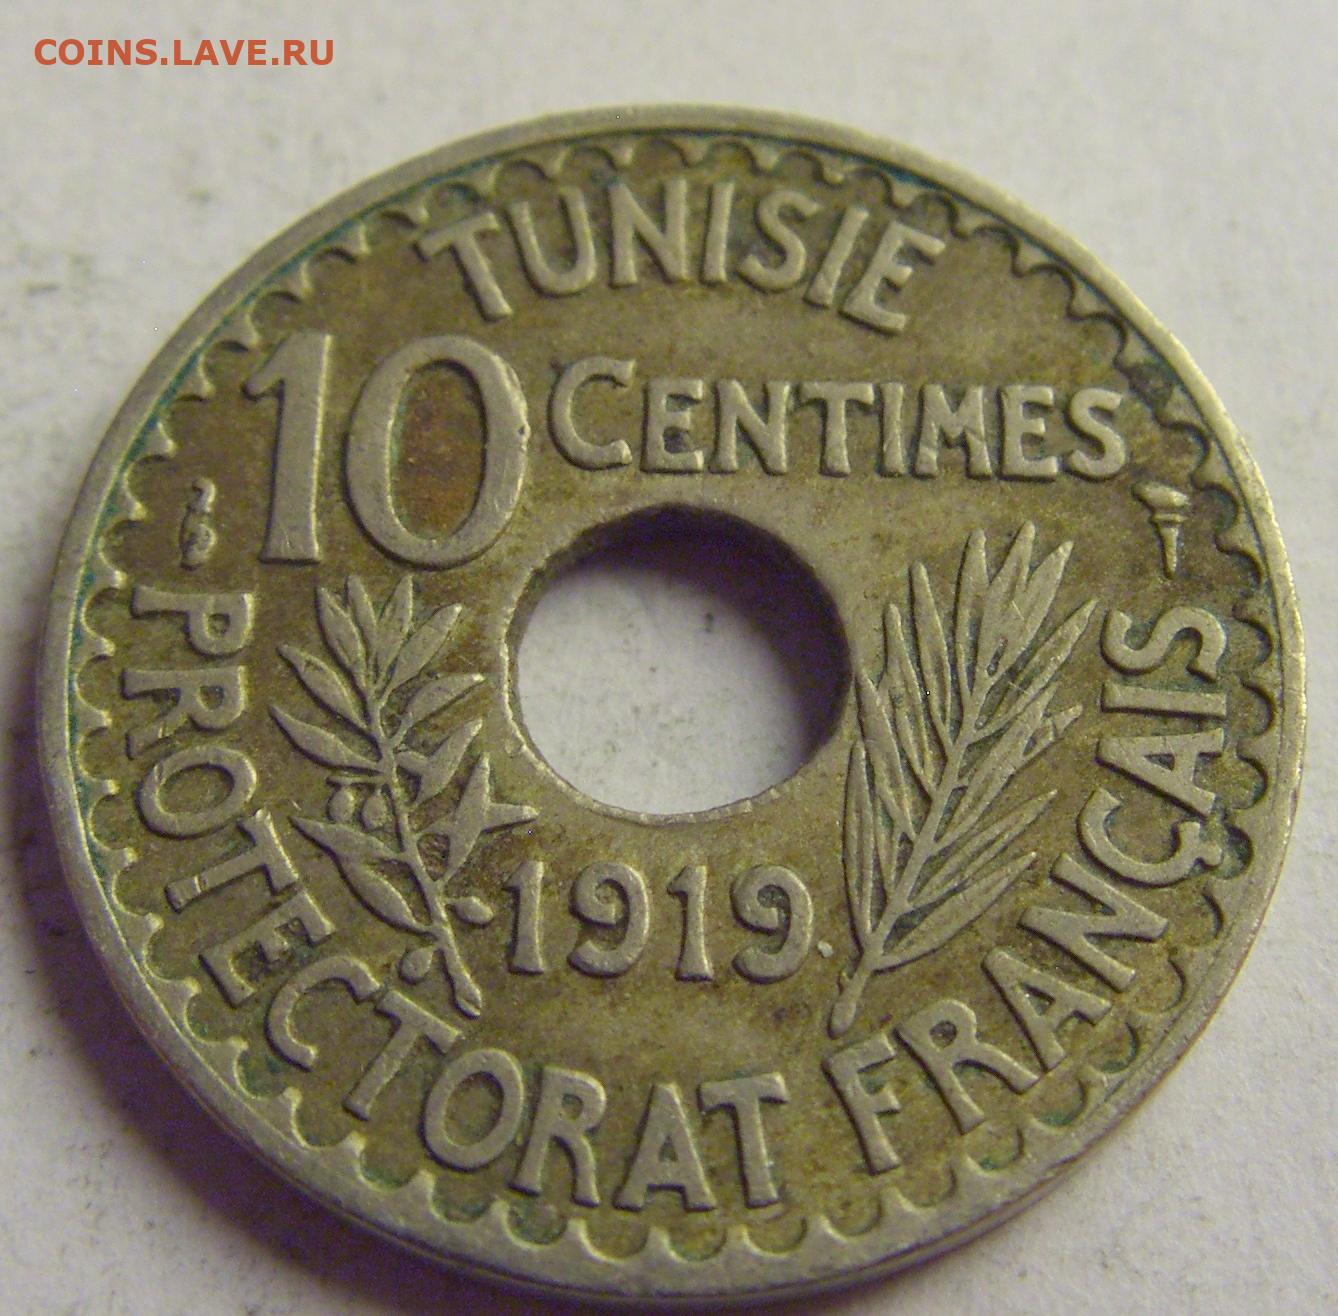 COINS.LAVE.RU
TUNISIE
10 CENTIMES
1919
PROTECTORAT FRANÇAIS